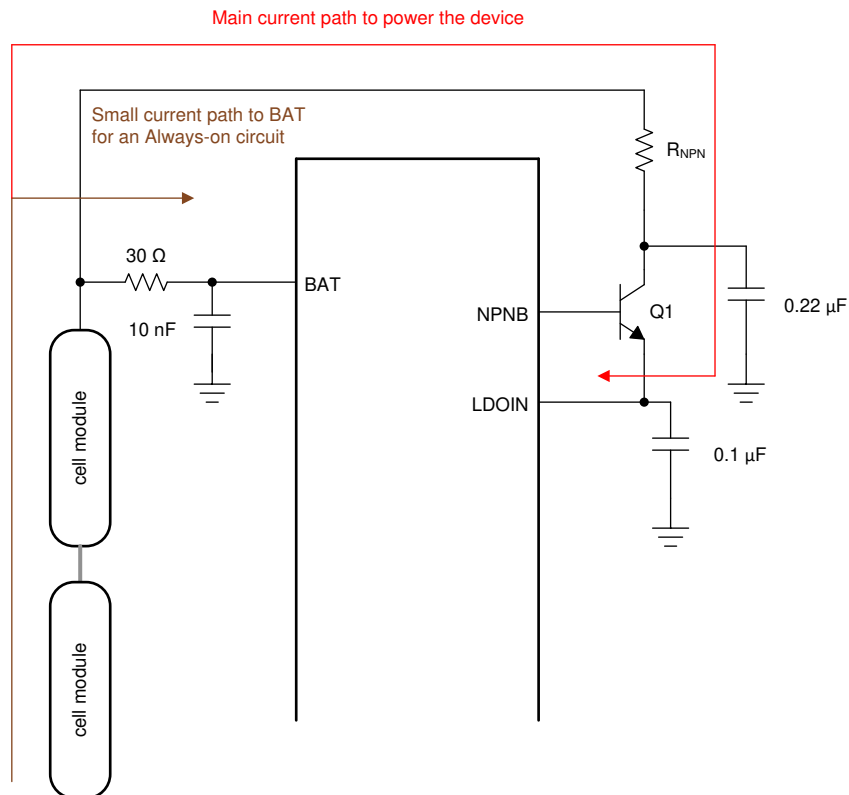 Main current path to power the device
Small current path to BAT
for an Always-on circuit
RNPN
30 Ω
BAT
10 nF
NPNB
Q1
0.22 µF
LDOIN
0.1 µF
cell module
cell module